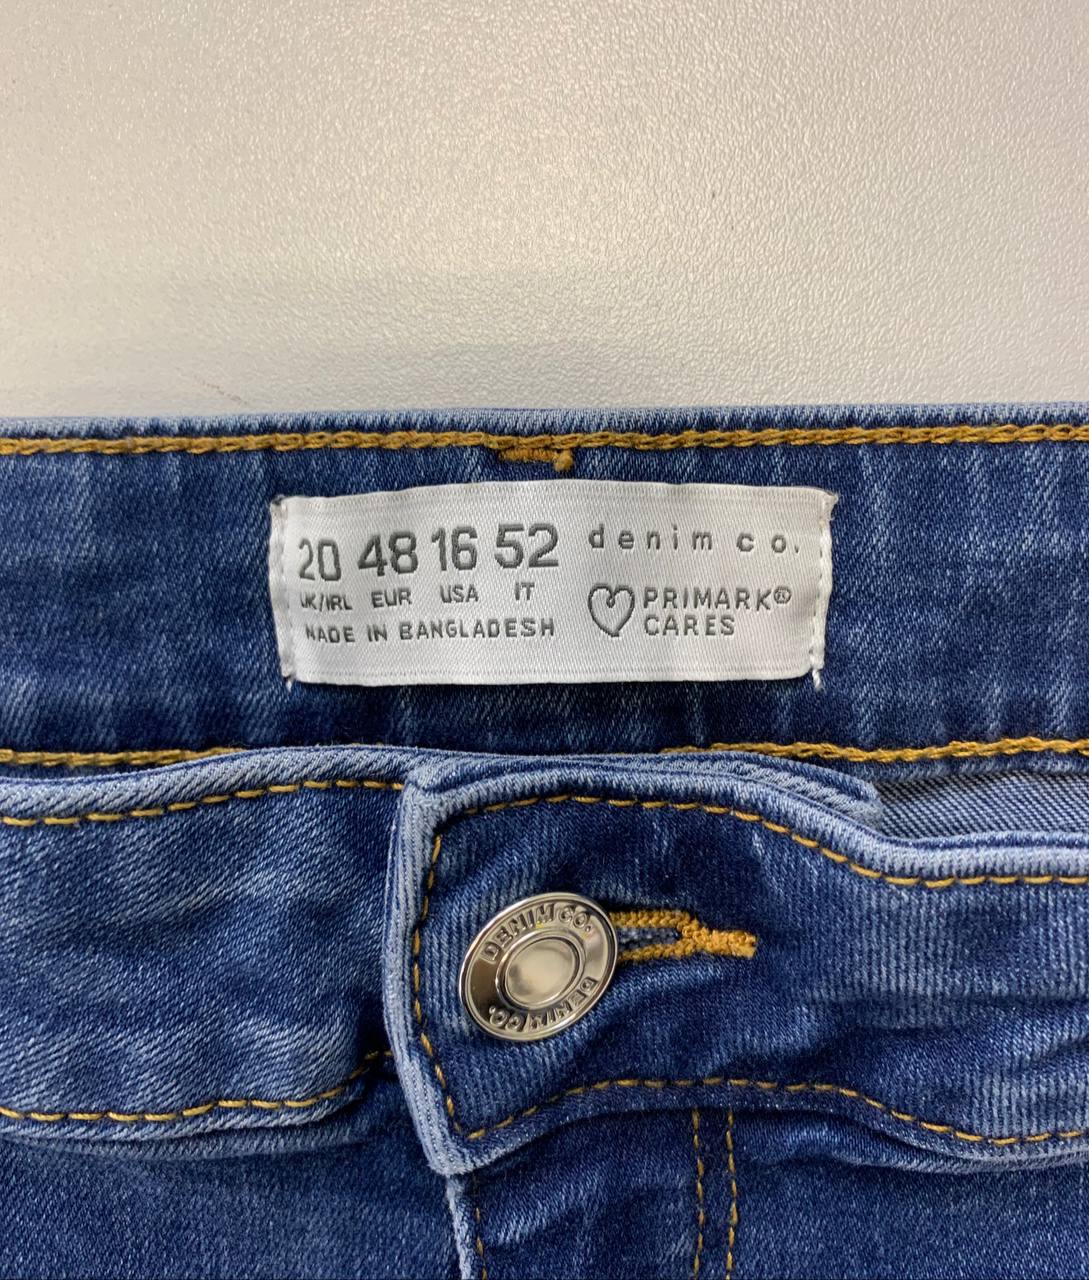 20 48 16 52 denim co.
UK/IRL EUR USA IT
MADE IN BANGLADESH
PRIMARK®
CARES
DENIM CO.
DENIM CO.